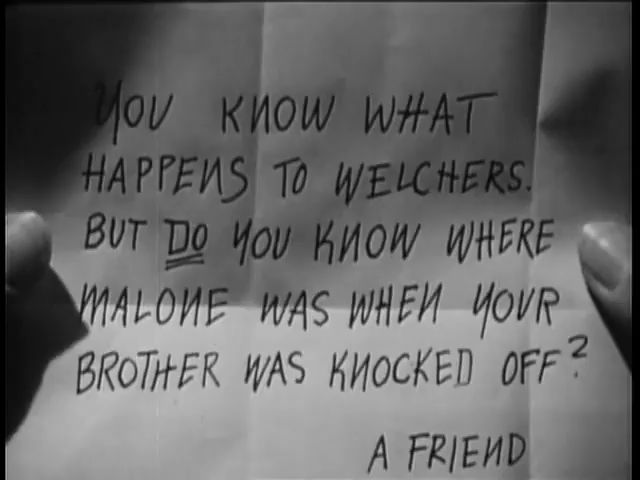 YOU KNOW WHAT
HAPPENS TO WELCHERS.
BUT DO YOU KNOW WHERE
MALONE WAS WHEN YOUR
BROTHER WAS KNOCKED OFF?
A FRIEND